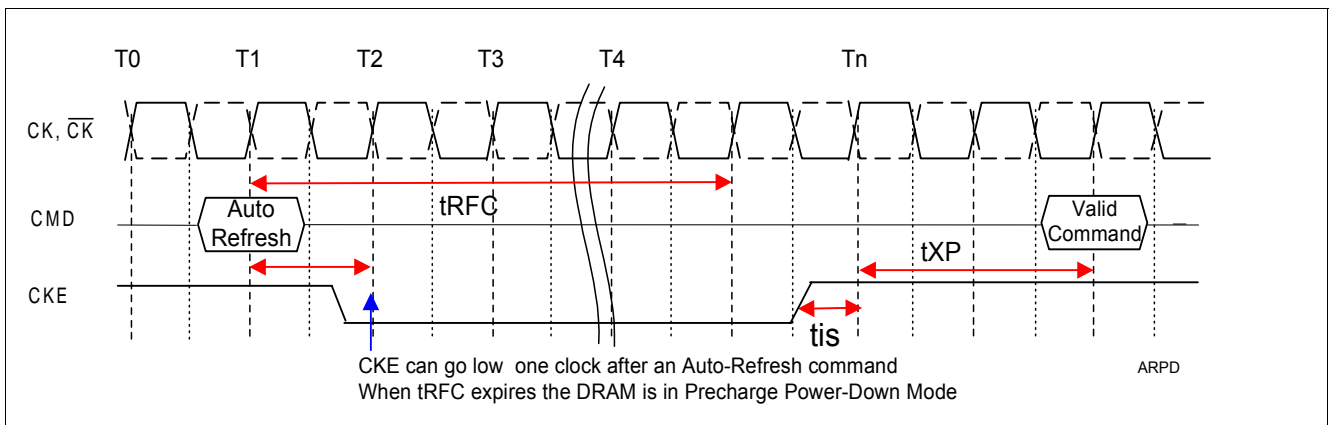 T0 T1 T2 T3 T4 Tn
CK, C̅K̅
tRFC
CMD
Auto
Refresh
Valid
Command
tXP
CKE
tis
CKE can go low one clock after an Auto-Refresh command
When tRFC expires the DRAM is in Precharge Power-Down Mode
ARPD